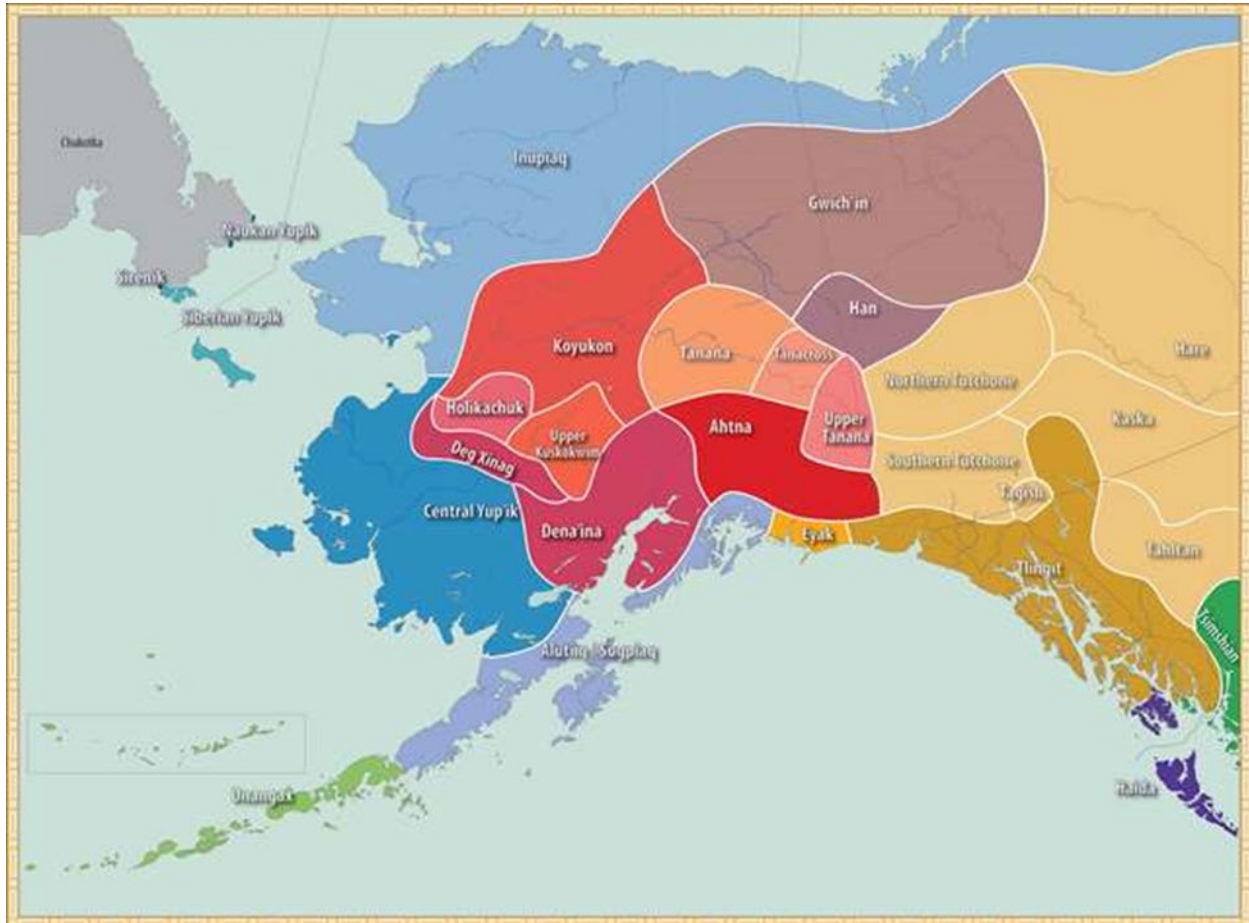 Chukotka
Inupiaq
Gwich'in
Naukan Yupik
Sirenik
Siberian Yupik
Han
Koyukon
Tanana
Tanacross
Hare
Northern Tutchone
Holikachuk
Kaska
Upper
Tanana
Ahtna
Upper
Kuskokwim
Deg Xinag
Southern Tutchone
Tagish
Central Yup'ik
Dena'ina
Eyak
Tahltan
Tlingit
Tsimshian
Alutiiq / Sugpiaq
Haida
Unangax